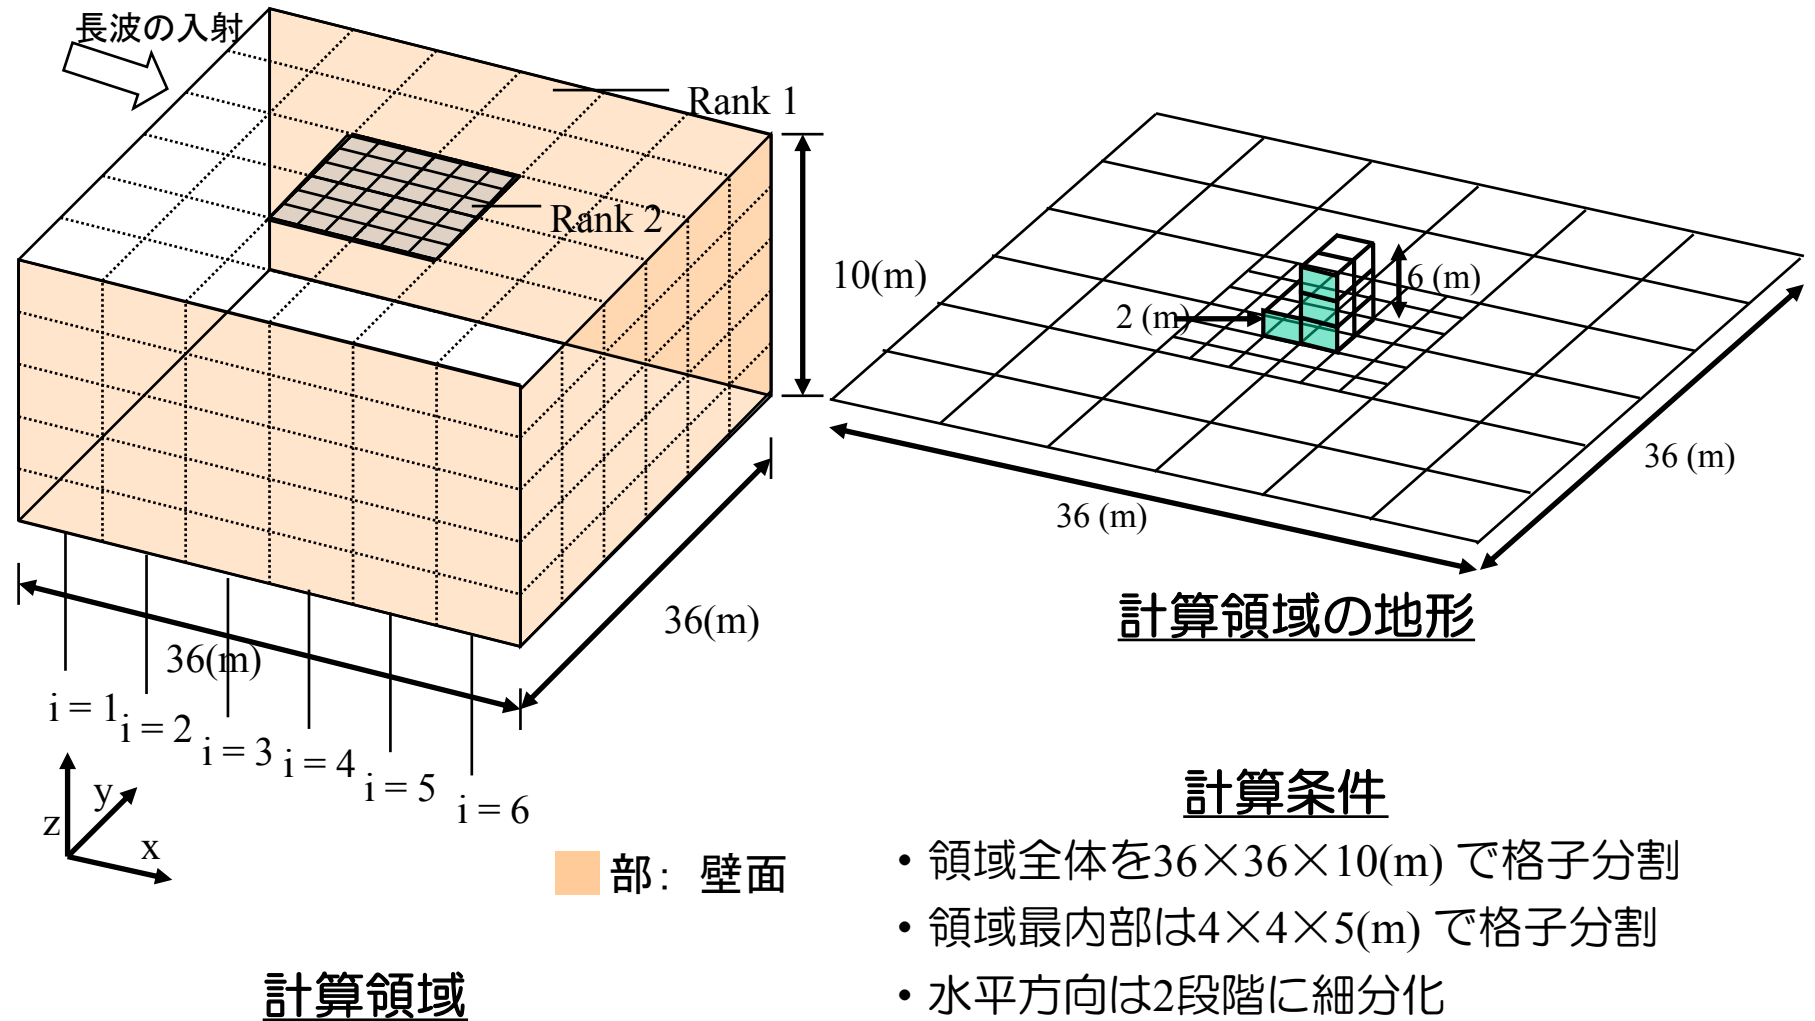 長波の入射
Rank 1
Rank 2
10(m)
36(m)
36(m)
i = 1
i = 2
i = 3
i = 4
i = 5
i = 6
z
y
x
部： 壁面
計算領域
6 (m)
2 (m)
36 (m)
36 (m)
計算領域の地形
計算条件
・領域全体を36×36×10(m) で格子分割
・領域最内部は4×4×5(m) で格子分割
・水平方向は2段階に細分化